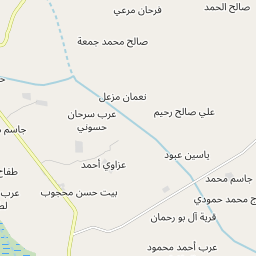 صالح الحمد
فرحان مرعي
صالح محمد جمعة
نعمان مزعل
علي صالح رحيم
عرب سرحان
حسوني
جاسم
ياسين عبود
عزاوي أحمد
جاسم محمد
بيت حسن محجوب
عرب
محمد حمودي
قرية آل بو رحمان
عرب أحمد محمود